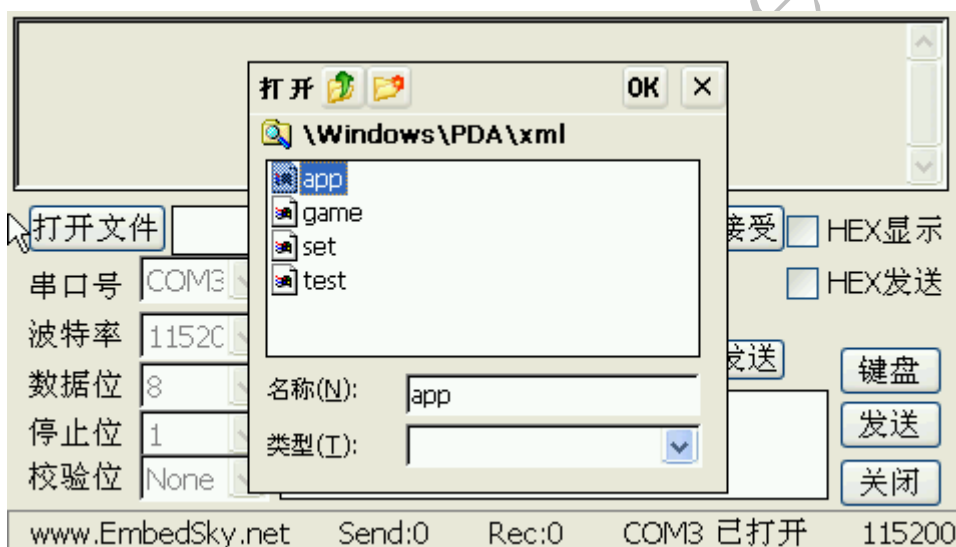 打开 OK ×
\Windows\PDA\xml
app
game
set
test
名称(N): app
类型(T):
打开文件 接受 HEX显示
串口号 COM3 HEX发送
波特率 11520
数据位 8 发送 键盘
停止位 1 发送
校验位 None 关闭
www.EmbedSky.net Send:0 Rec:0 COM3 已打开 115200